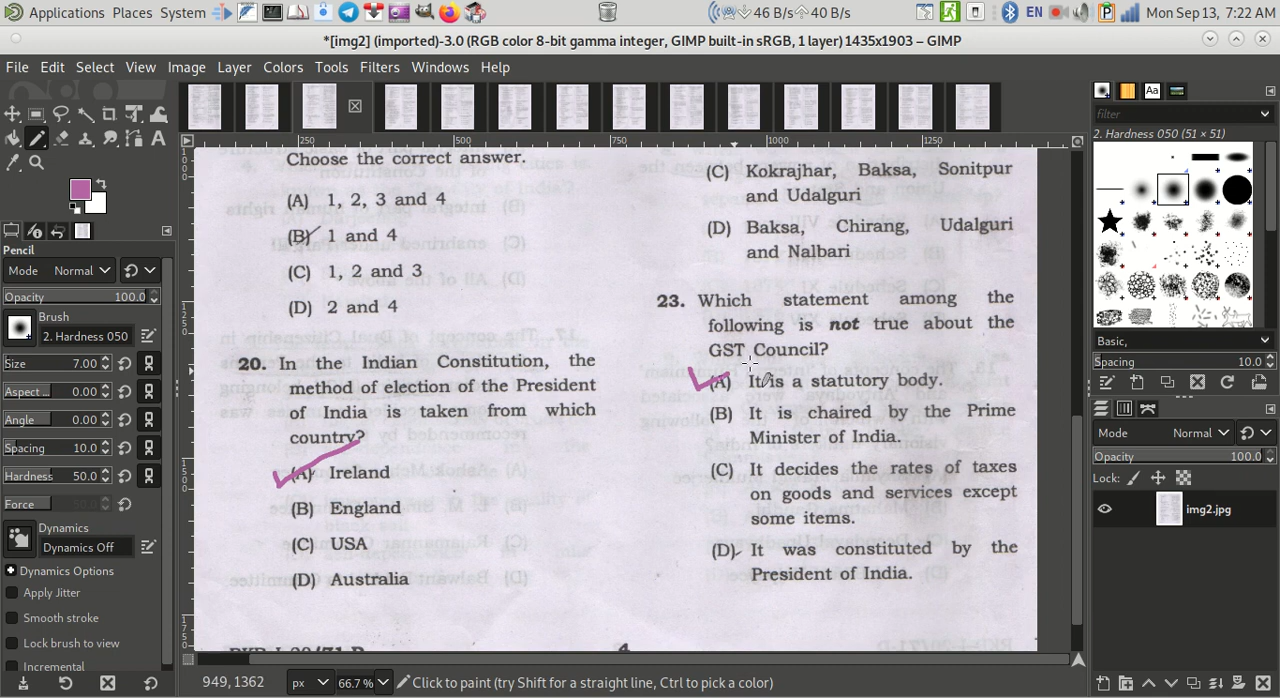 Applications Places System
46 B/s 40 B/s
EN
Mon Sep 13, 7:22 AM
*[img2] (imported)-3.0 (RGB color 8-bit gamma integer, GIMP built-in sRGB, 1 layer) 1435x1903 – GIMP
File Edit Select View Image Layer Colors Tools Filters Windows Help
Pencil
Mode Normal
Opacity 100.0
Brush
2. Hardness 050
Size 7.00
Aspect ... 0.00
Angle 0.00
Spacing 10.0
Hardness 50.0
Force 50.0
Dynamics
Dynamics Off
Dynamics Options
Apply Jitter
Smooth stroke
Lock brush to view
Incremental
250 500 750 1000 1250
Choose the correct answer.
(A) 1, 2, 3 and 4
(B) 1 and 4
(C) 1, 2 and 3
(D) 2 and 4
20. In the Indian Constitution, the
method of election of the President
of India is taken from which
country?
(A) Ireland
(B) England
(C) USA
(D) Australia
(C) Kokrajhar, Baksa, Sonitpur
and Udalguri
(D) Baksa, Chirang, Udalguri
and Nalbari
23. Which statement among the
following is not true about the
GST Council?
(A) It is a statutory body.
(B) It is chaired by the Prime
Minister of India.
(C) It decides the rates of taxes
on goods and services except
some items.
(D) It was constituted by the
President of India.
4
949, 1362 px 66.7 % Click to paint (try Shift for a straight line, Ctrl to pick a color)
filter
2. Hardness 050 (51 × 51)
Basic,
Spacing 10.0
Mode Normal
Opacity 100.0
Lock:
img2.jpg